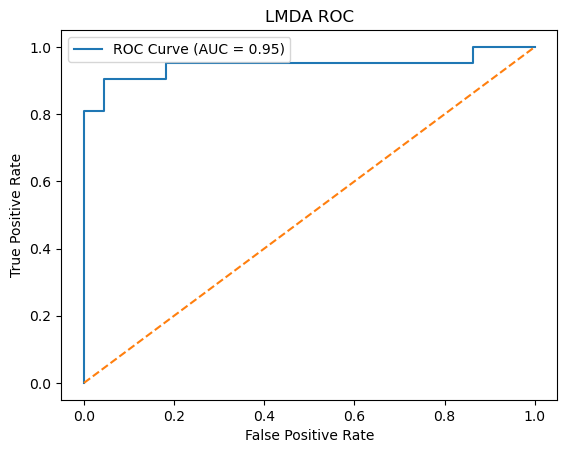 LMDA ROC
ROC Curve (AUC = 0.95)
1.0
0.8
0.6
0.4
0.2
0.0
True Positive Rate
0.0 0.2 0.4 0.6 0.8 1.0
False Positive Rate